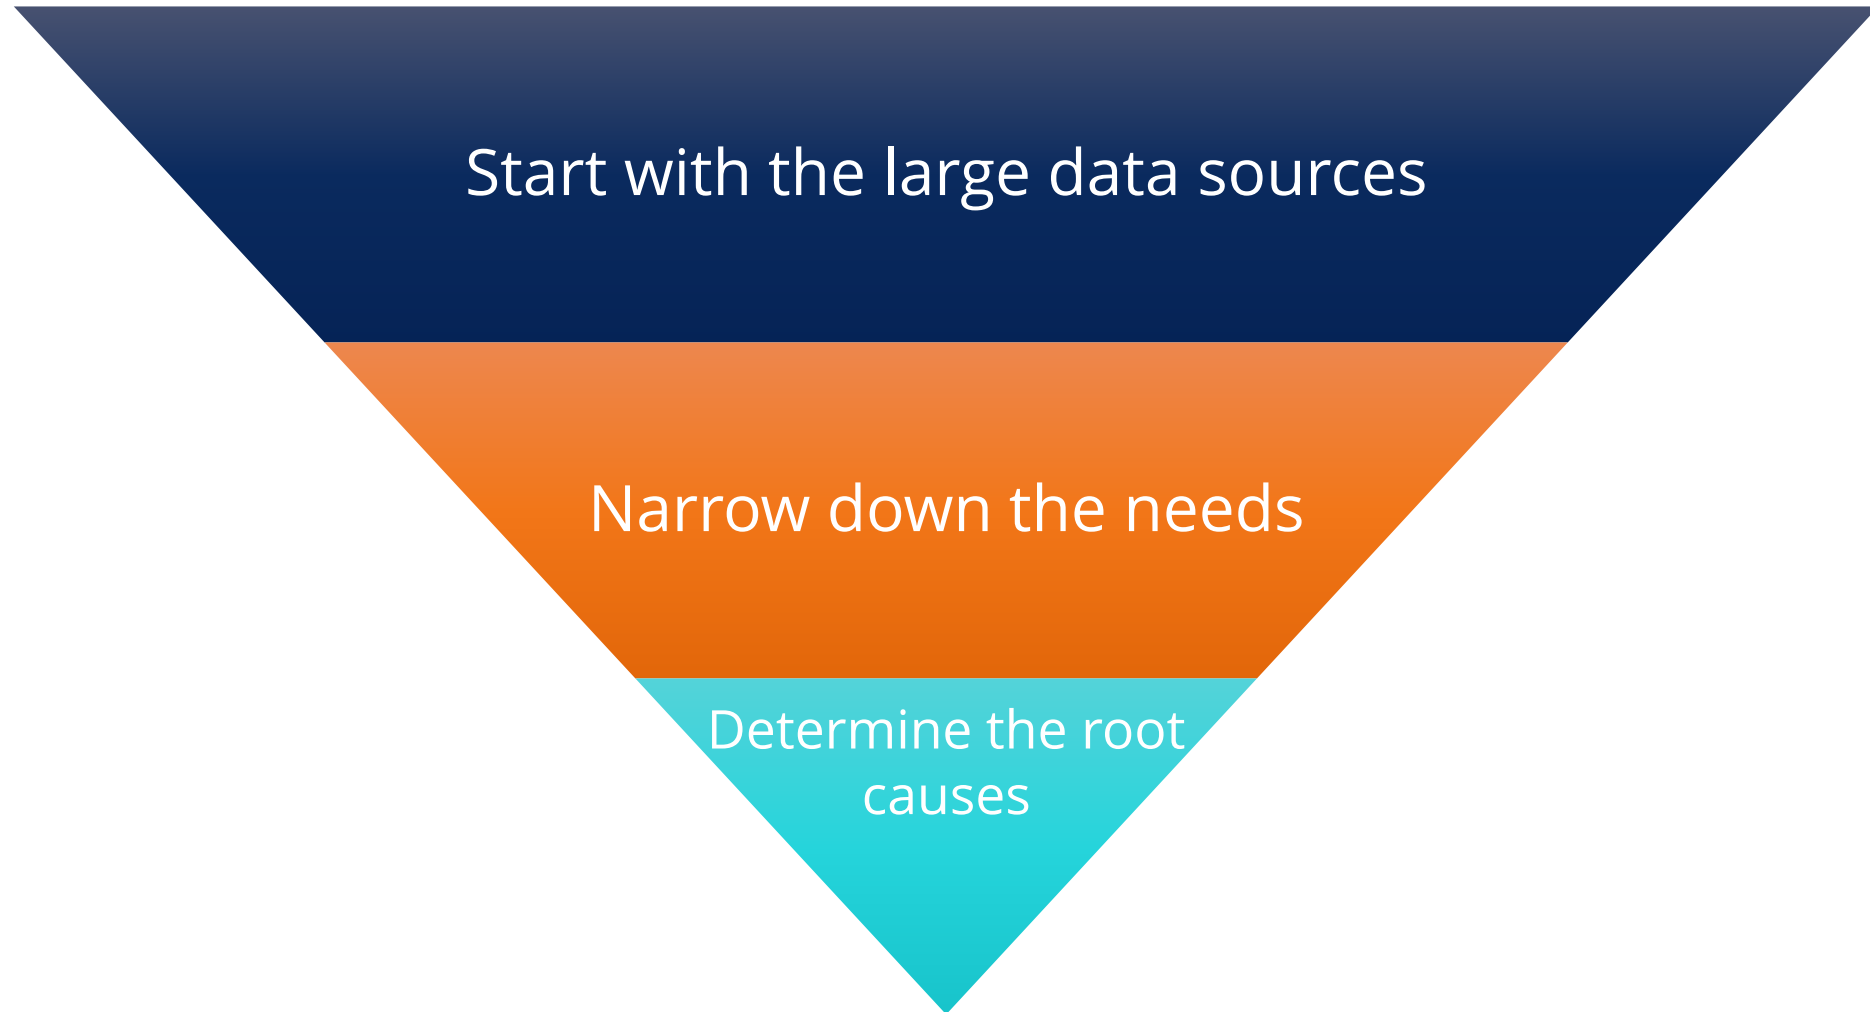 Start with the large data sources
Narrow down the needs
Determine the root
causes